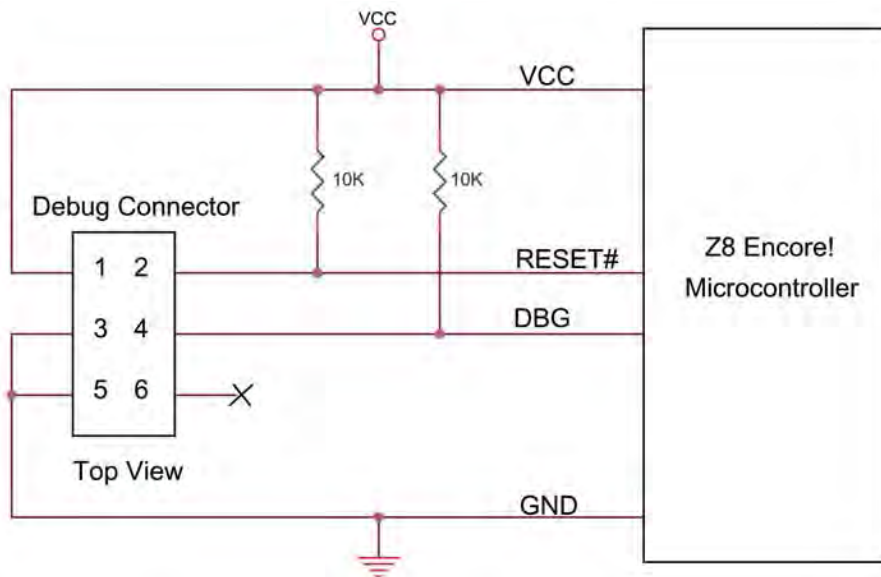 VCC
VCC
10K 10K
Debug Connector
1 2
RESET#
Z8 Encore!
Microcontroller
3 4
DBG
5 6
Top View
GND